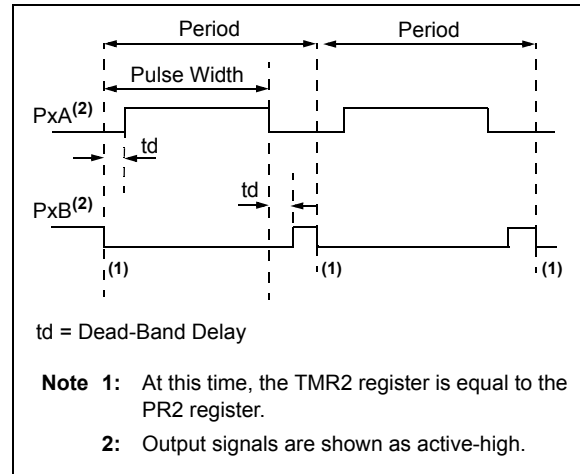 Period Period
Pulse Width
PxA(2)
td
td
PxB(2)
(1) (1) (1)
td = Dead-Band Delay
Note 1: At this time, the TMR2 register is equal to the
PR2 register.
2: Output signals are shown as active-high.